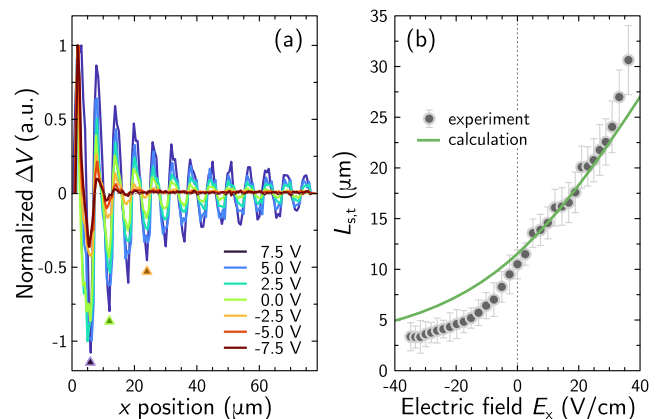 (a)
Normalized ΔV (a.u.)
1
0.5
0
-0.5
-1
7.5 V
5.0 V
2.5 V
0.0 V
-2.5 V
-5.0 V
-7.5 V
0 20 40 60
x position (μm)
(b)
L_s,t (μm)
35
30
25
20
15
10
5
0
experiment
calculation
-40 -20 0 20 40
Electric field E_x (V/cm)